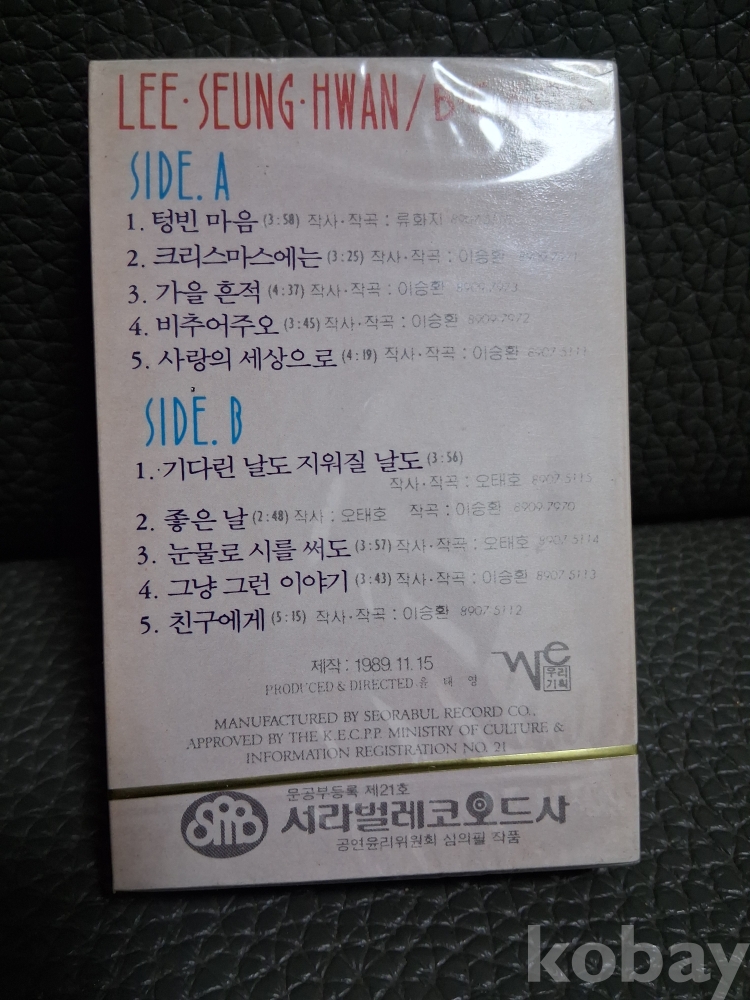 LEE·SEUNG·HWAN/
SIDE. A
1. 텅빈 마음 (3:58) 작사·작곡 : 류화지
2. 크리스마스에는 (3:25) 작사·작곡 : 이승환
3. 가을 흔적 (4:37) 작사·작곡 : 이승환 8909.7973
4. 비추어주오 (3:45) 작사·작곡 : 이승환 8909.7972
5. 사랑의 세상으로 (4:19) 작사·작곡 : 이승환 8907.5111
SIDE. B
1. 기다린 날도 지워질 날도 (3:56)
작사·작곡 : 오태호 8907.5115
2. 좋은 날 (2:48) 작사 : 오태호 작곡 : 이승환 8909.7970
3. 눈물로 시를 써도 (3:57) 작사·작곡 : 오태호 8907.5114
4. 그냥 그런 이야기 (3:43) 작사·작곡 : 이승환 8907.5113
5. 친구에게 (5:15) 작사·작곡 : 이승환 8907.5112
제작 : 1989.11.15
PRODUCED & DIRECTED 흠 태 영
We
우리
기획
MANUFACTURED BY SEORABUL RECORD CO.,
APPROVED BY THE K.E.C.P.P. MINISTRY OF CULTURE &
INFORMATION REGISTRATION NO. 21
문공부등록 제21호
SRB 서라벌레코오드사
공연윤리위원회 심의필 작품
kobay